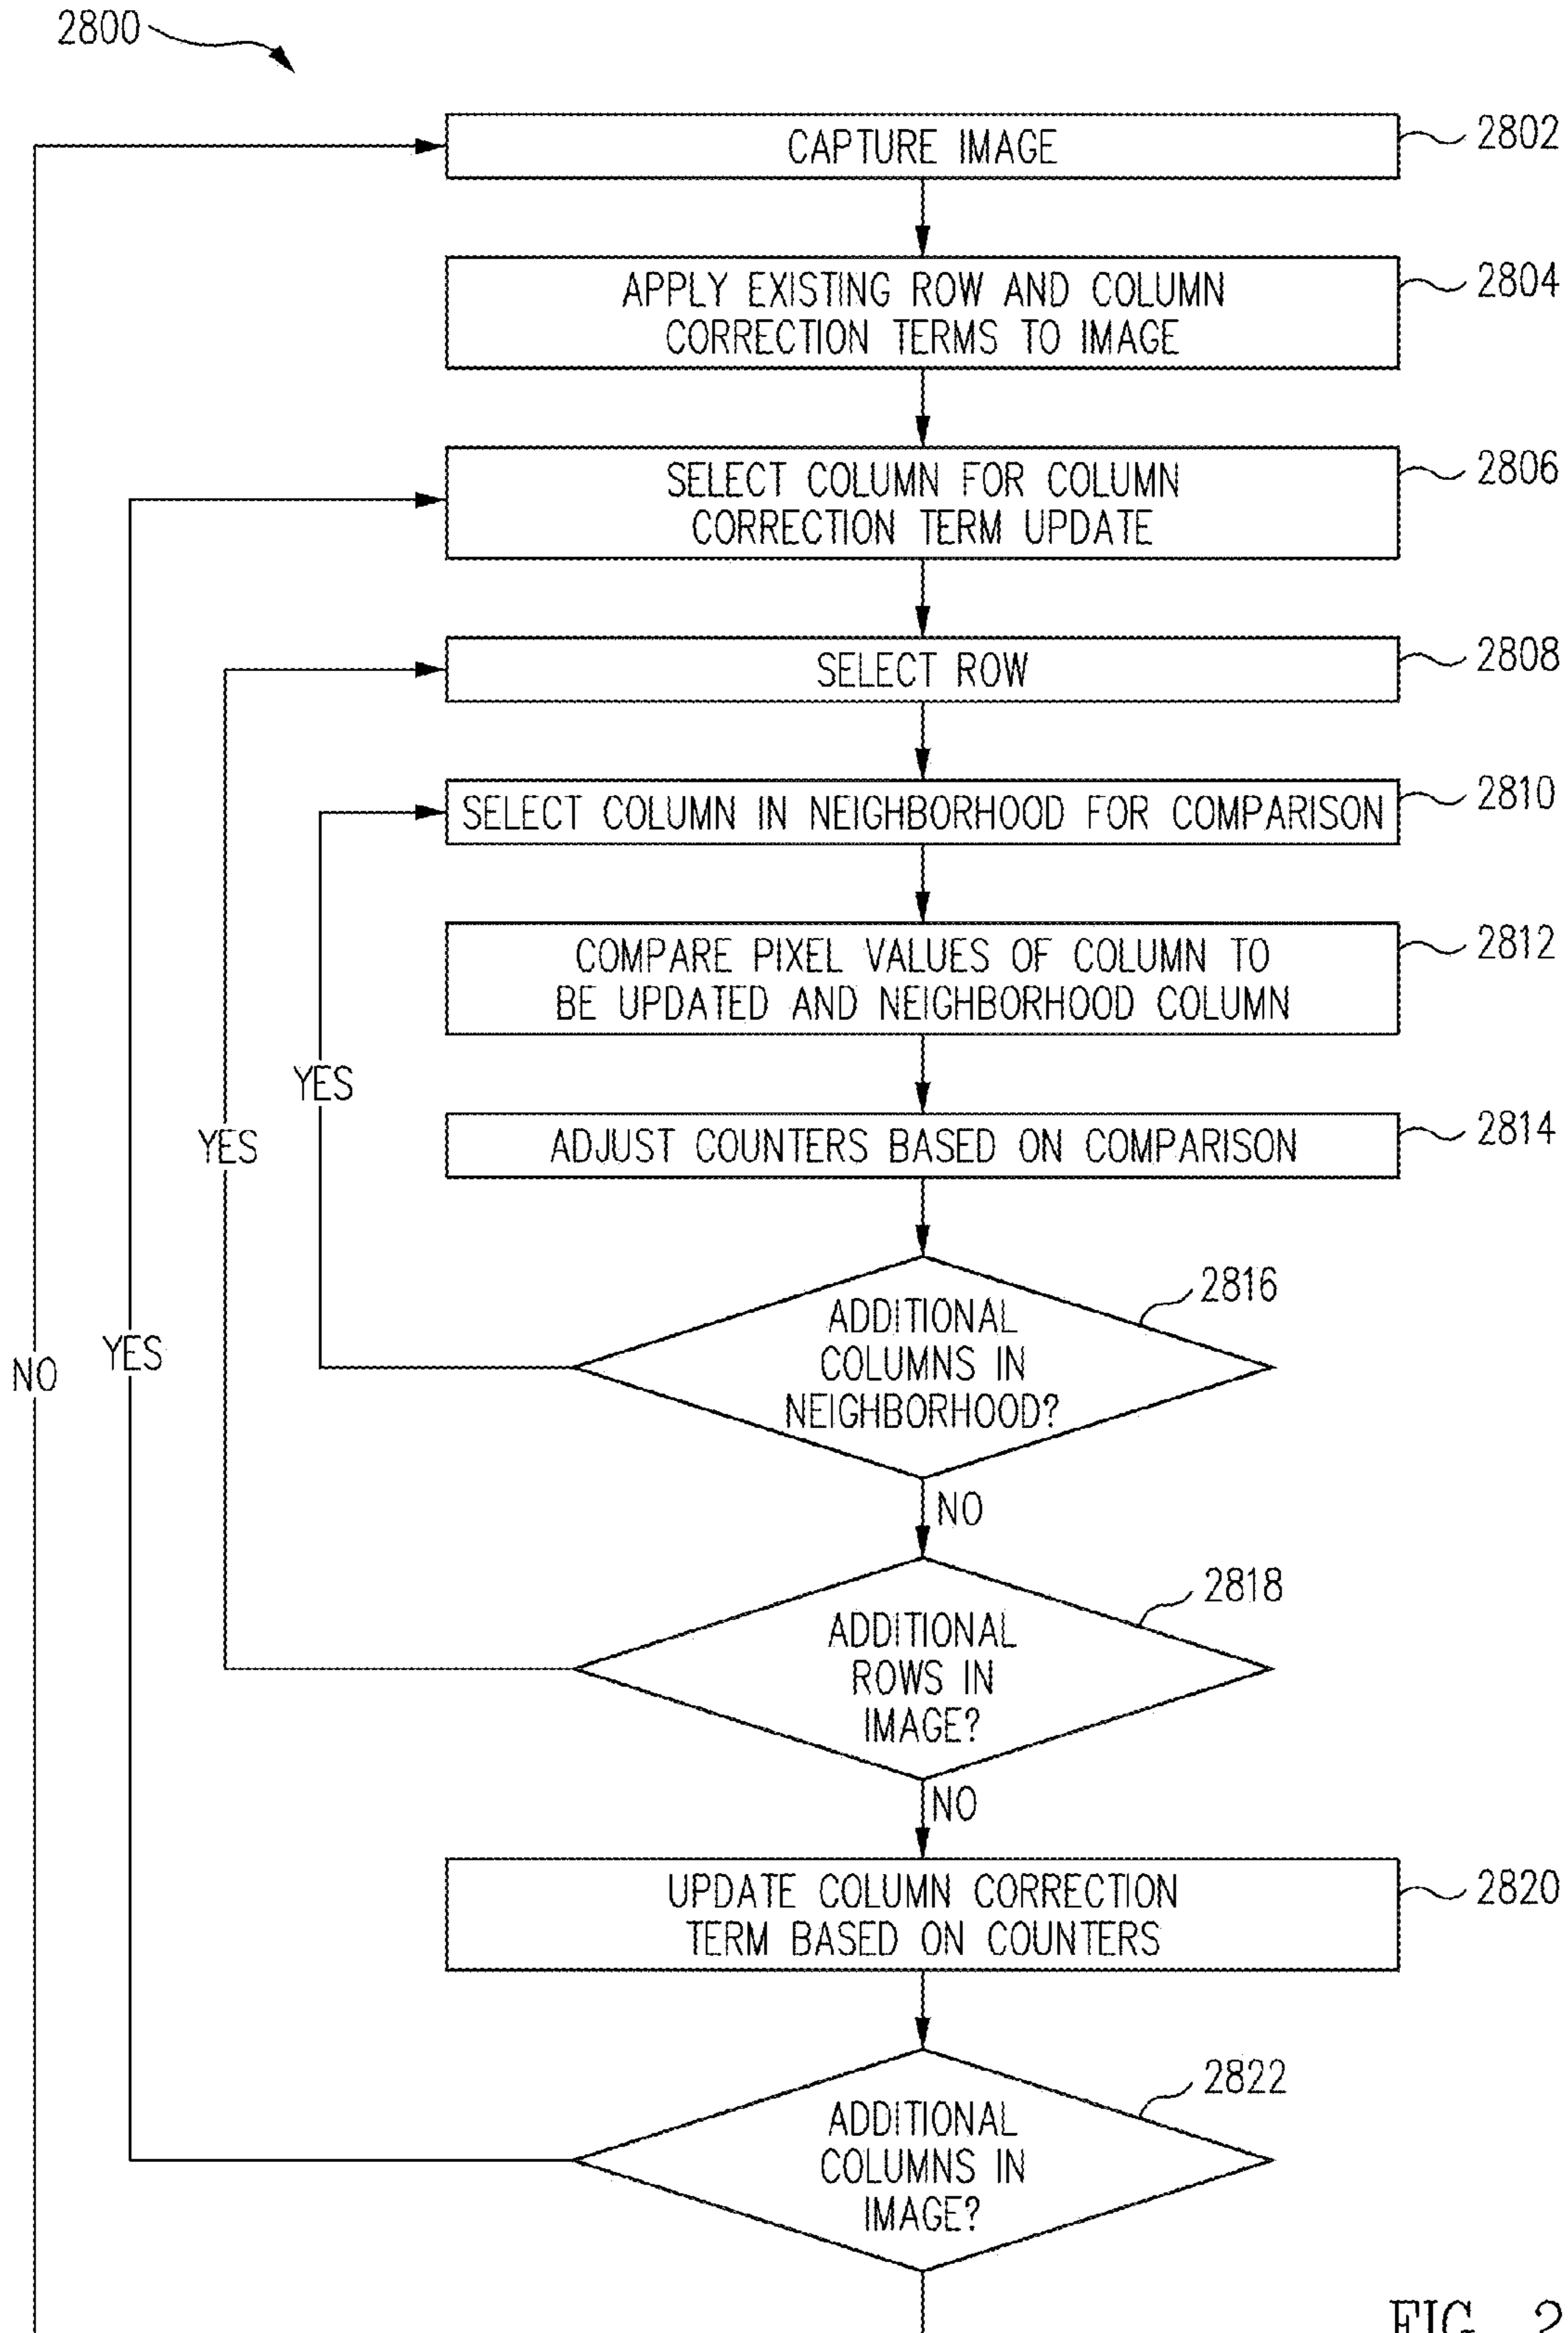 2800
CAPTURE IMAGE
2802
APPLY EXISTING ROW AND COLUMN
CORRECTION TERMS TO IMAGE
2804
SELECT COLUMN FOR COLUMN
CORRECTION TERM UPDATE
2806
SELECT ROW
2808
SELECT COLUMN IN NEIGHBORHOOD FOR COMPARISON
2810
COMPARE PIXEL VALUES OF COLUMN TO
BE UPDATED AND NEIGHBORHOOD COLUMN
2812
YES
YES
ADJUST COUNTERS BASED ON COMPARISON
2814
2816
ADDITIONAL
COLUMNS IN
NEIGHBORHOOD?
YES
NO
NO
2818
ADDITIONAL
ROWS IN
IMAGE?
NO
UPDATE COLUMN CORRECTION
TERM BASED ON COUNTERS
2820
2822
ADDITIONAL
COLUMNS IN
IMAGE?
FIG. 2